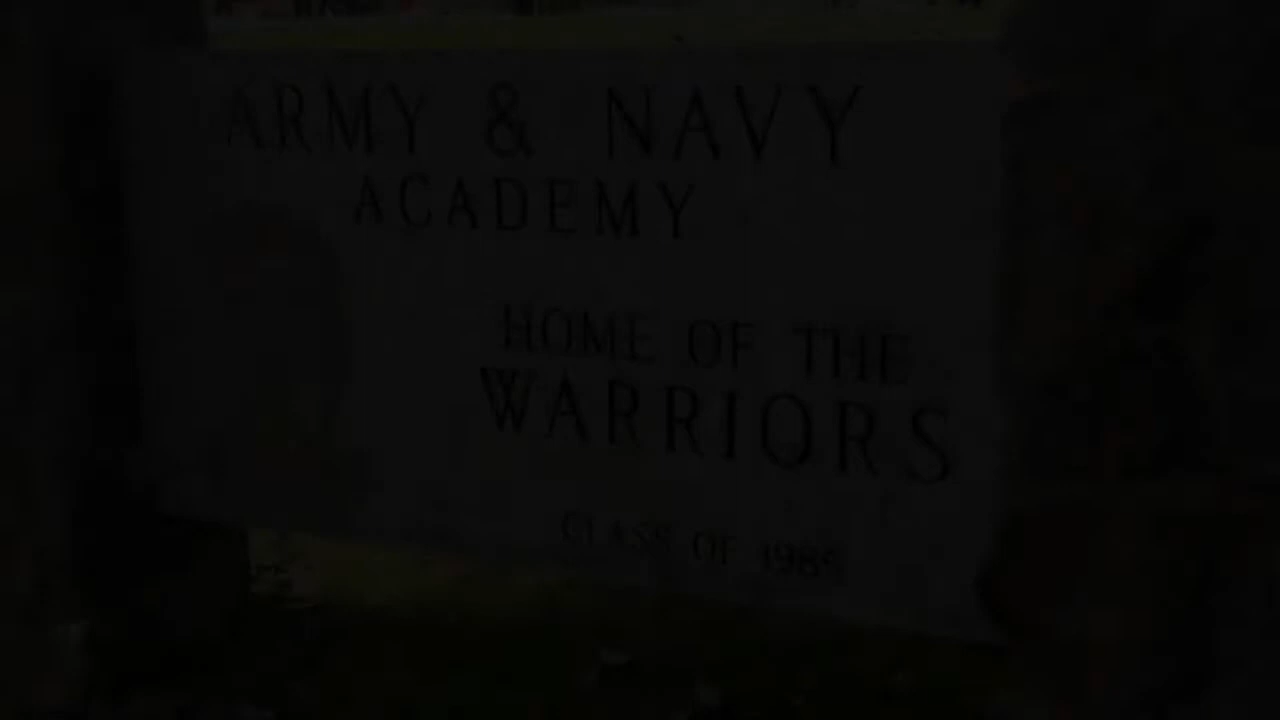 ARMY & NAVY
ACADEMY
HOME OF THE
WARRIORS
CLASS OF